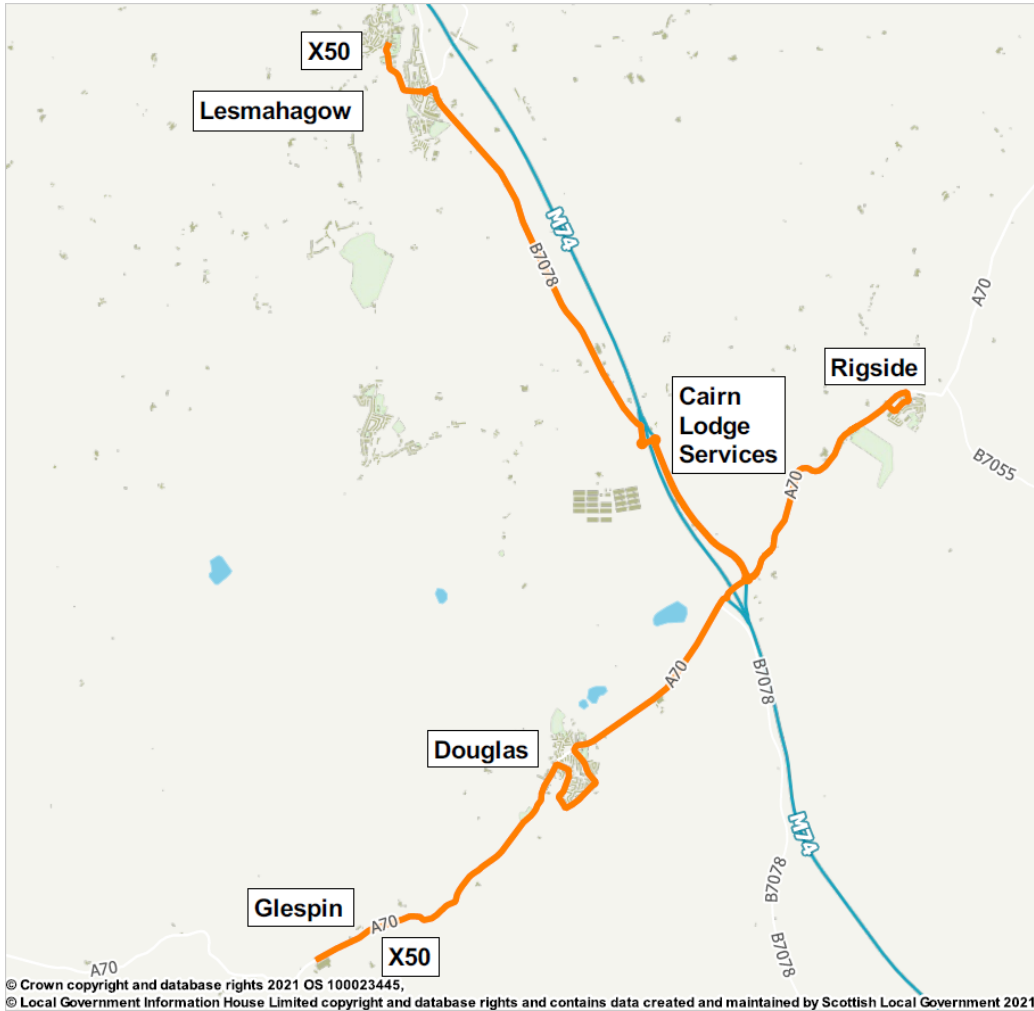 X50
Lesmahagow
M74
B7078
A70
Rigside
Cairn
Lodge
Services
A70
B7055
A70
B7078
Douglas
M74
B7078
Glespin
A70
X50
B7078
A70
© Crown copyright and database rights 2021 OS 100023445,
© Local Government Information House Limited copyright and database rights and contains data created and maintained by Scottish Local Government 2021